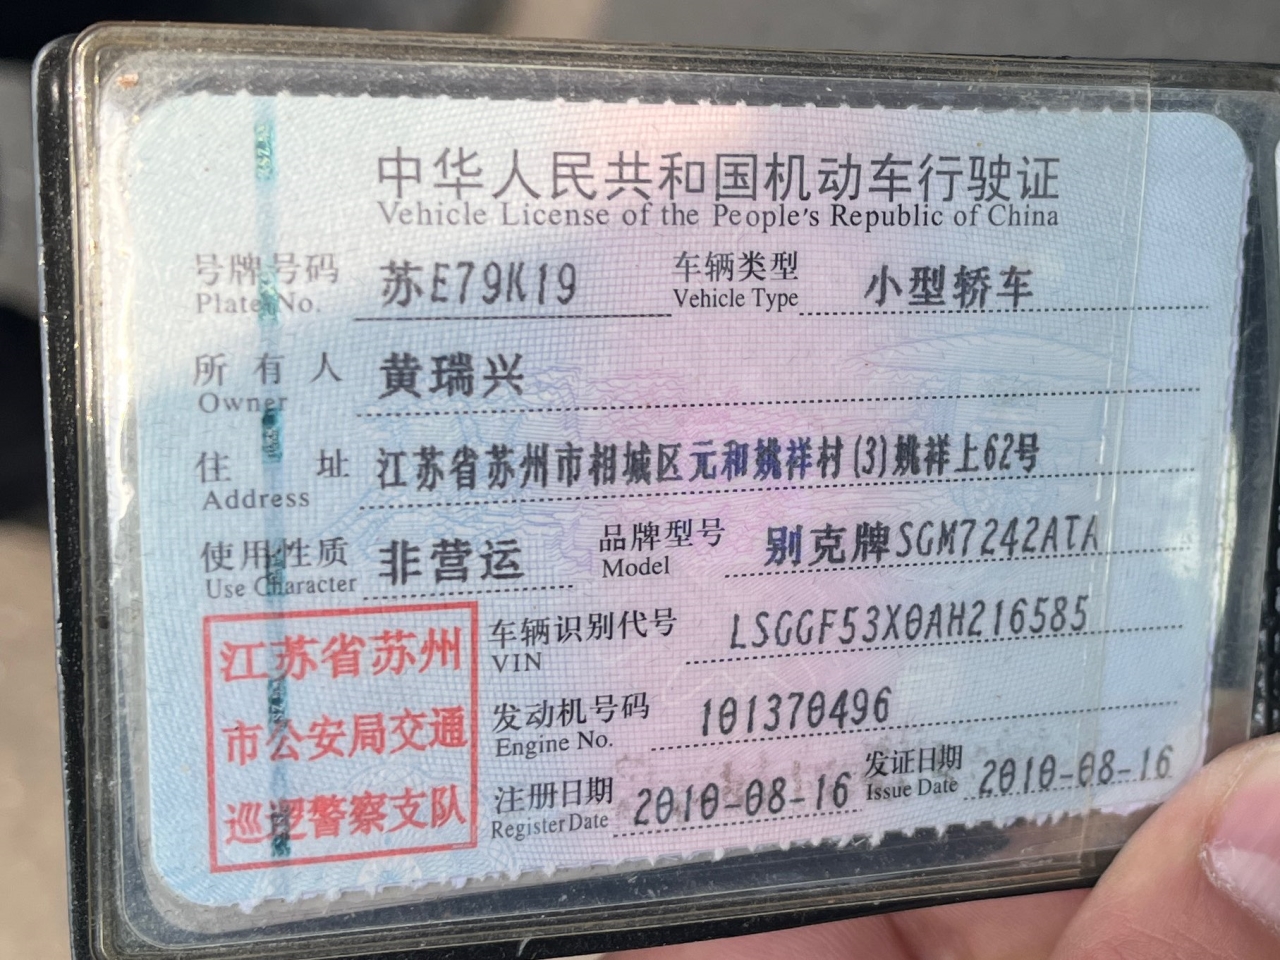 中华人民共和国机动车行驶证
Vehicle License of the People's Republic of China
号牌号码 苏E79K19 车辆类型 小型轿车
Plate No. Vehicle Type
所有人 黄瑞兴
Owner
住址 江苏省苏州市相城区元和姚祥村(3)姚祥上62号
Address
使用性质 非营运 品牌型号 别克牌SGM7242ATA
Use Character Model
江苏省苏州
市公安局交通
巡逻警察支队
车辆识别代号 LSGGF53X0AH216585
VIN
发动机号码 101370496
Engine No.
注册日期 2010-08-16 发证日期 2010-08-16
Register Date Issue Date